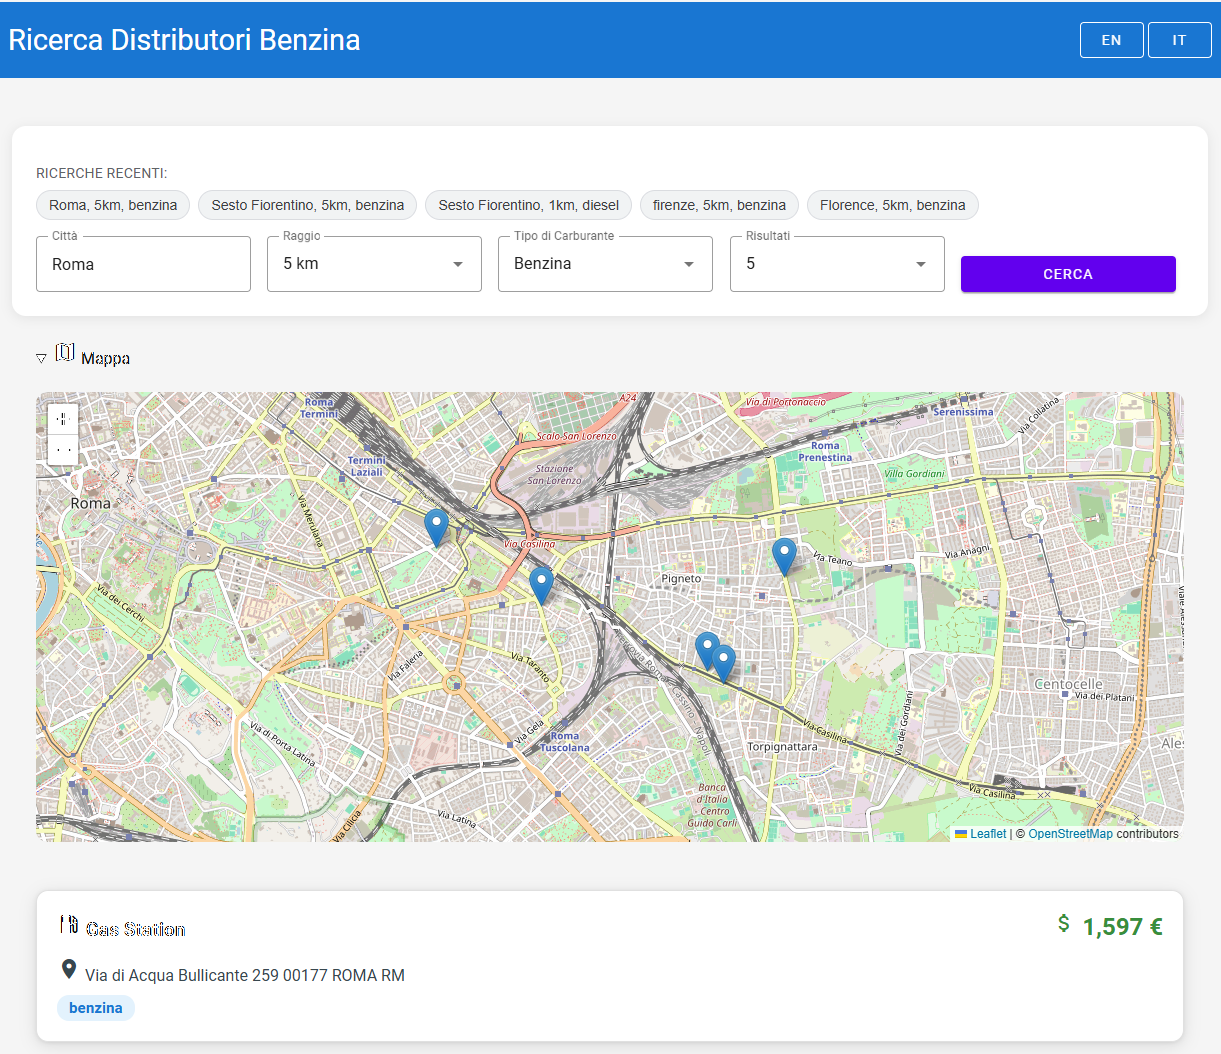 Ricerca Distributori Benzina
EN
IT
RICERCHE RECENTI:
Roma, 5km, benzina
Sesto Fiorentino, 5km, benzina
Sesto Fiorentino, 1km, diesel
firenze, 5km, benzina
Florence, 5km, benzina
Città
Roma
Raggio
5 km
Tipo di Carburante
Benzina
Risultati
5
CERCA
Mappa
Roma
Termini
A24
Via di Portonaccio
Serenissima
Via Collatina
Scalo San Lorenzo
Roma
Prenestina
Termini
Laziali
Stazione
San Lorenzo
Villa Gordiani
Roma
Via Merulana
Via Casilina
Via Anagni
Via Teano
Pigneto
Via dei Cerchi
Via Taranto
Via Faleria
Centocelle
Via dei Platani
Via dei Gordiani
Via di Porta Latina
Via Gela
Roma
Tuscolana
Via Casilina
Torpignattara
Banca
d'Italia
- Centro
Guido Carli
Via Casilina
Via Latina
Via Cilicia
Leaflet | © OpenStreetMap contributors
Gas Station
$ 1,597 €
Via di Acqua Bullicante 259 00177 ROMA RM
benzina